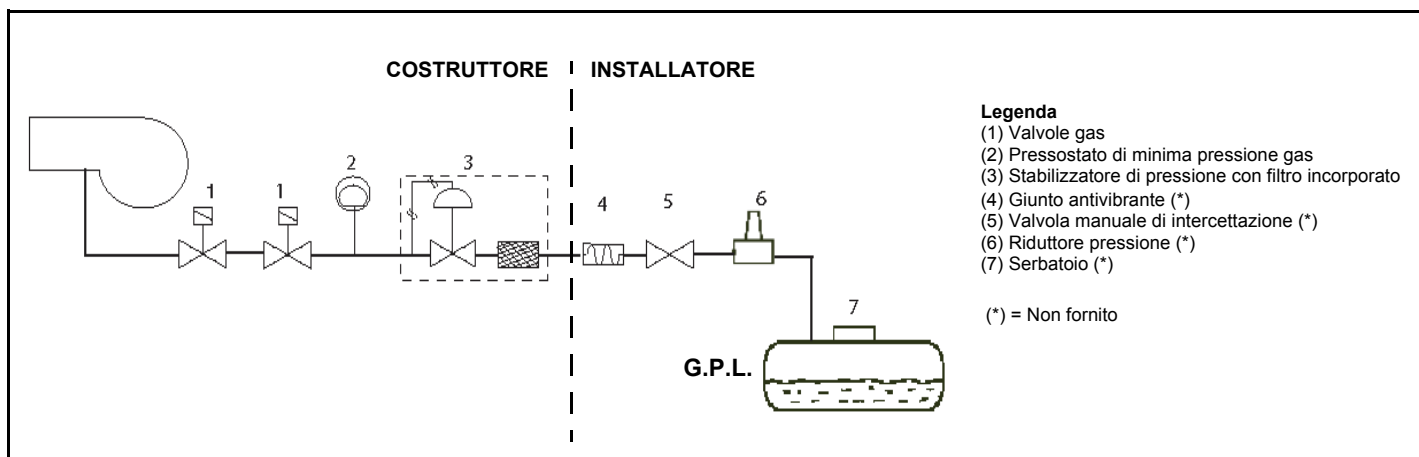 COSTRUTTORE
INSTALLATORE
2
3
1
1
4
5
6
7
G.P.L.
Legenda
(1) Valvole gas
(2) Pressostato di minima pressione gas
(3) Stabilizzatore di pressione con filtro incorporato
(4) Giunto antivibrante (*)
(5) Valvola manuale di intercettazione (*)
(6) Riduttore pressione (*)
(7) Serbatoio (*)
(*) = Non fornito